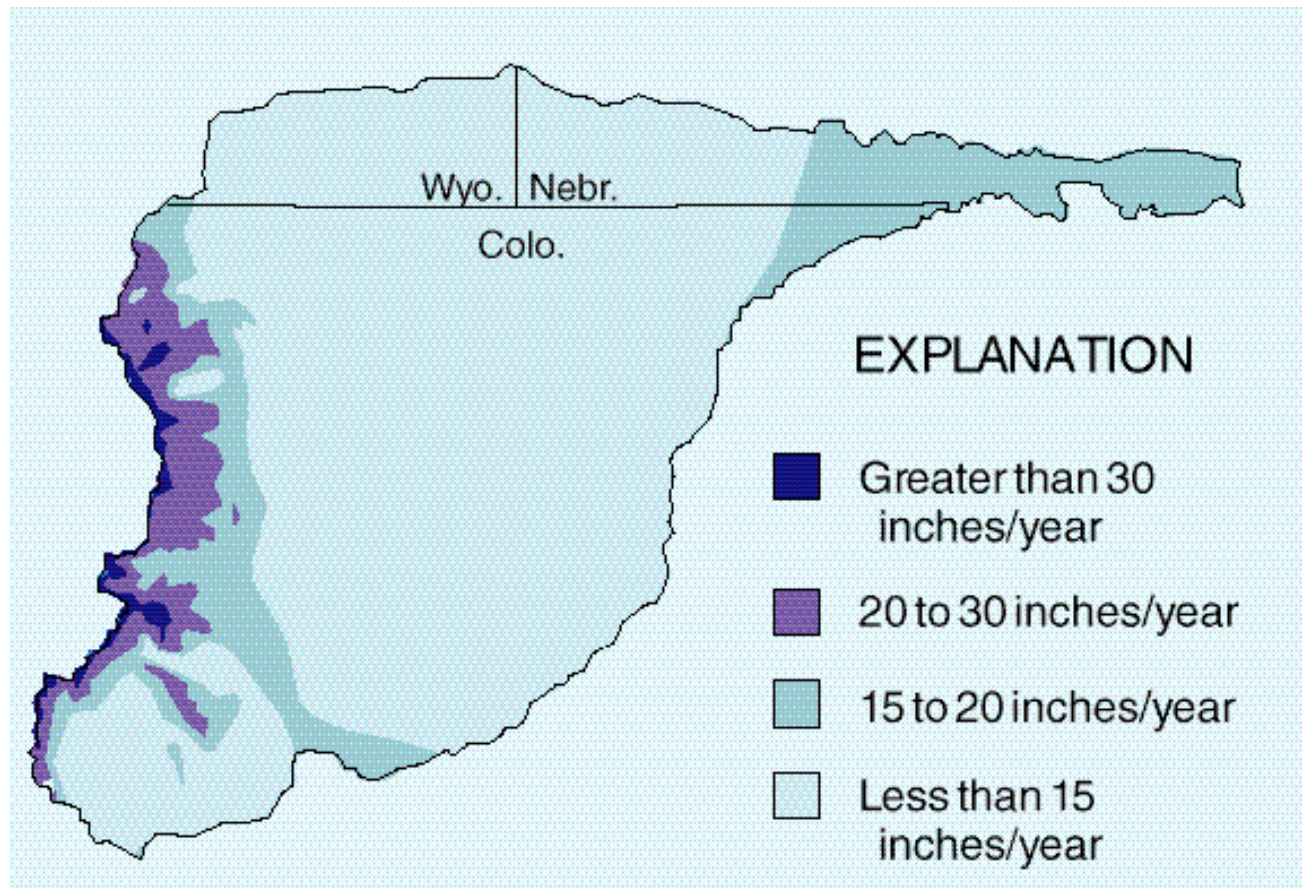 Wyo. Nebr.
Colo.
EXPLANATION
Greater than 30
inches/year
20 to 30 inches/year
15 to 20 inches/year
Less than 15
inches/year